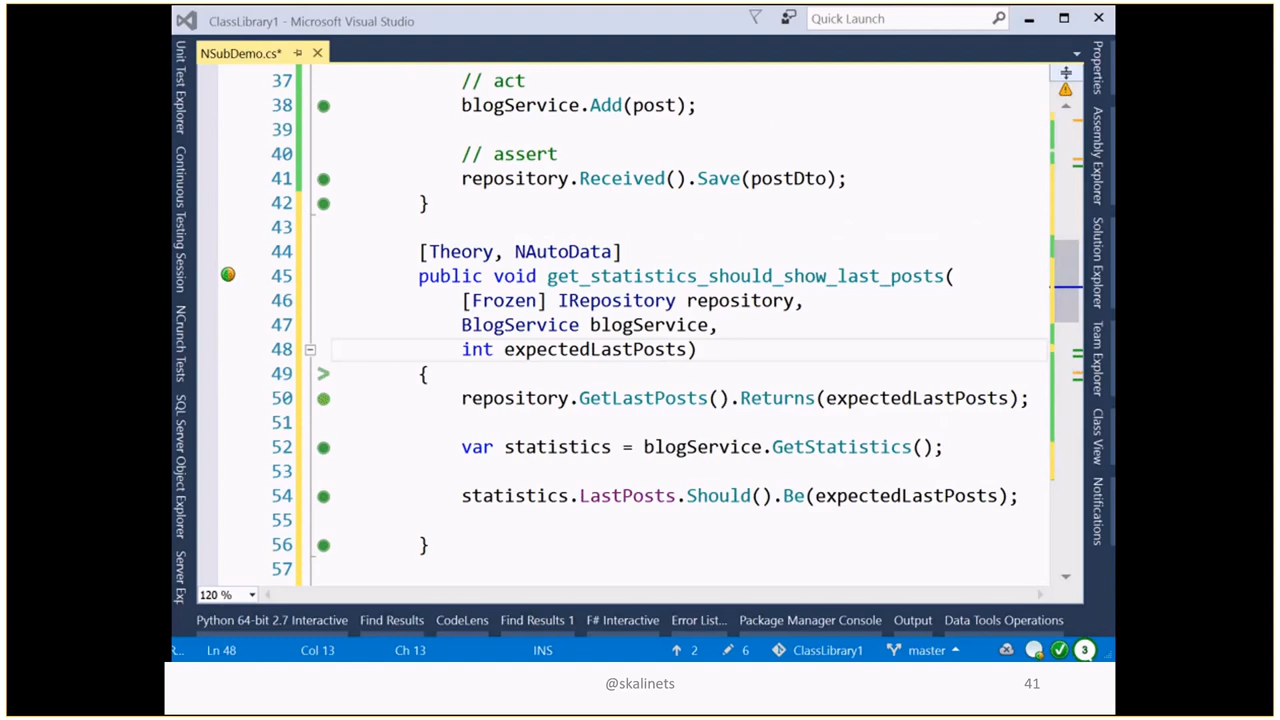 ClassLibrary1 - Microsoft Visual Studio
Quick Launch
NSubDemo.cs*
37 // act
38 blogService.Add(post);
39
40 // assert
41 repository.Received().Save(postDto);
42 }
43
44 [Theory, NAutoData]
45 public void get_statistics_should_show_last_posts(
46 [Frozen] IRepository repository,
47 BlogService blogService,
48 int expectedLastPosts)
49 {
50 repository.GetLastPosts().Returns(expectedLastPosts);
51
52 var statistics = blogService.GetStatistics();
53
54 statistics.LastPosts.Should().Be(expectedLastPosts);
55
56 }
57
120 %
Unit Test Explorer
Continuous Testing Session
NCrunch Tests
SQL Server Object Explorer
Server Exp
Properties
Assembly Explorer
Solution Explorer
Team Explorer
Class View
Notifications
Python 64-bit 2.7 Interactive Find Results CodeLens Find Results 1 F# Interactive Error List... Package Manager Console Output Data Tools Operations
R... Ln 48 Col 13 Ch 13 INS 2 6 ClassLibrary1 master 3
@skalinets 41